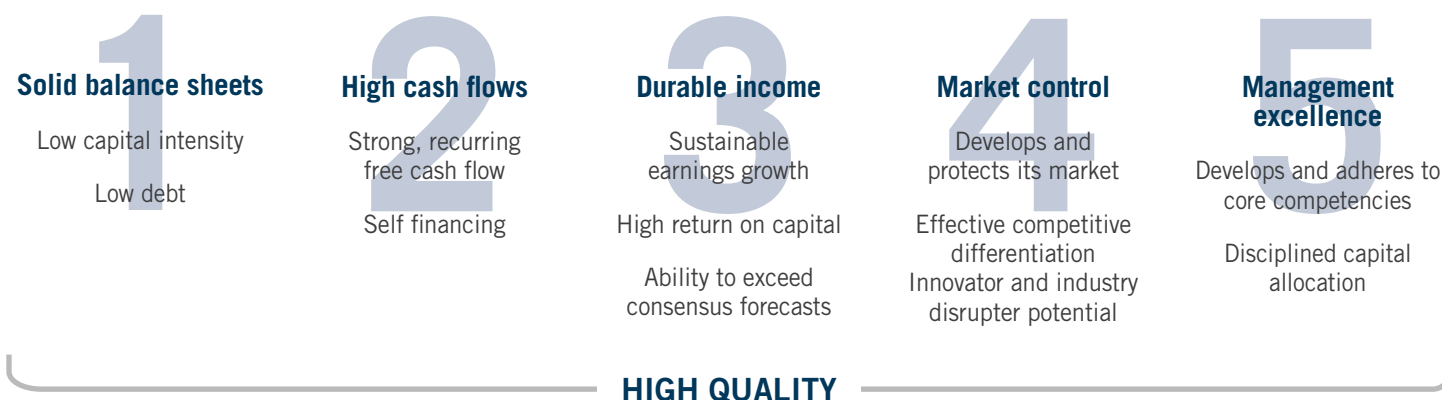 1
Solid balance sheets
Low capital intensity
Low debt
2
High cash flows
Strong, recurring
free cash flow
Self financing
3
Durable income
Sustainable
earnings growth
High return on capital
Ability to exceed
consensus forecasts
4
Market control
Develops and
protects its market
Effective competitive
differentiation
Innovator and industry
disrupter potential
5
Management
excellence
Develops and adheres to
core competencies
Disciplined capital
allocation
HIGH QUALITY